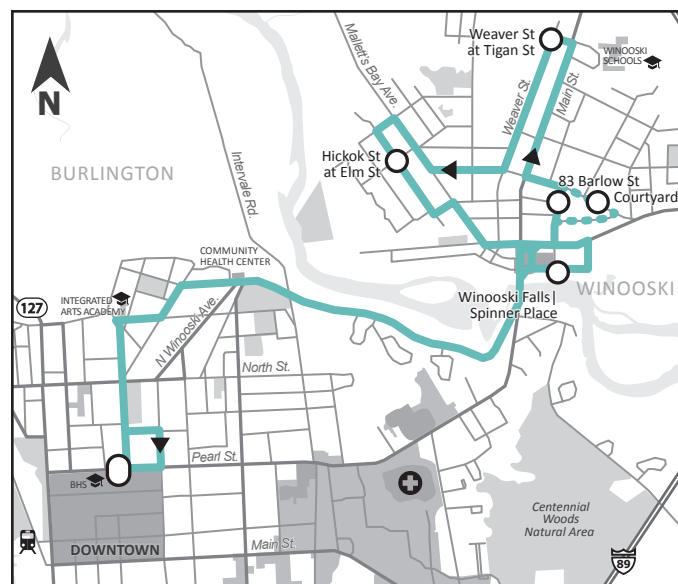 Weaver St
at Tigan St
WINOOSKI
SCHOOLS
Mallett's Bay Ave.
Weaver St.
Main St.
N
BURLINGTON
Hickok St
at Elm St
83 Barlow St
Courtyard
Intervale Rd.
COMMUNITY
HEALTH CENTER
WINOOSKI
Winooski Falls|
Spinner Place
INTEGRATED
ARTS ACADEMY
127
N Winooski Ave.
North St.
Pearl St.
BHS
Centennial
Woods
Natural Area
DOWNTOWN
Main St.
89